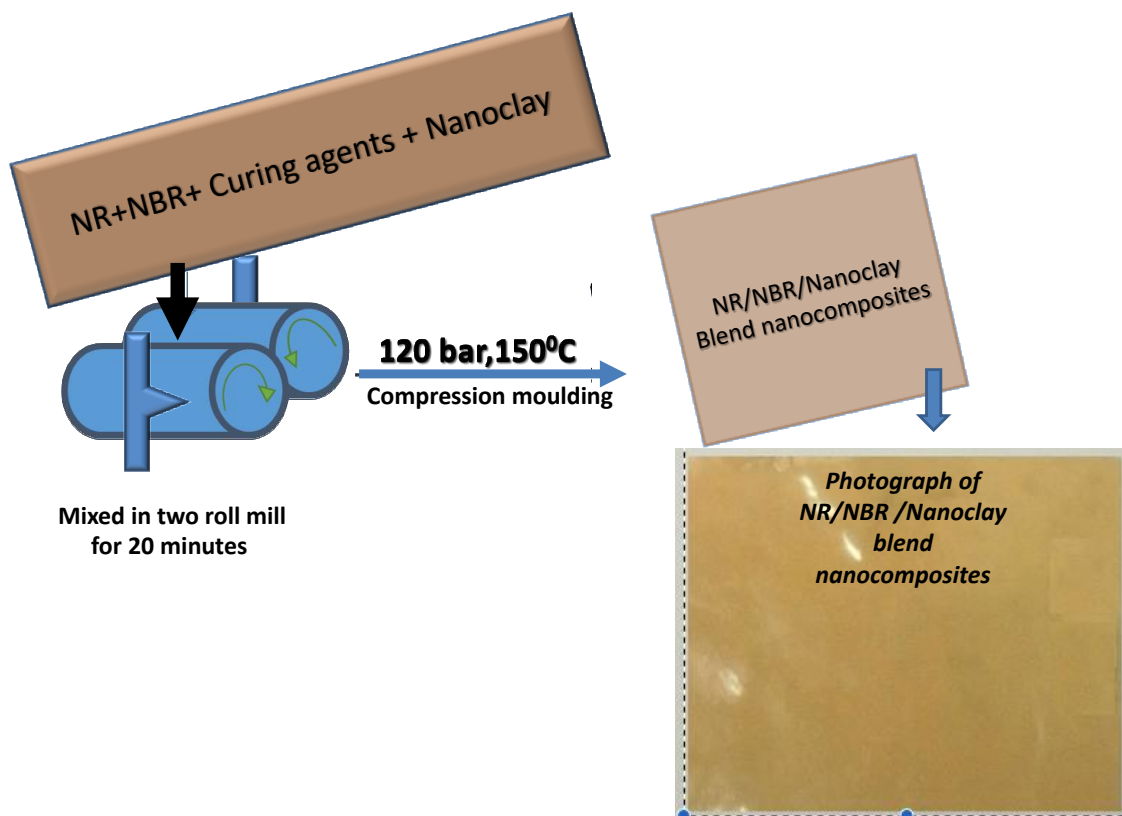 NR+NBR+ Curing agents + Nanoclay
Mixed in two roll mill
for 20 minutes
120 bar,150⁰C
Compression moulding
NR/NBR/Nanoclay
Blend nanocomposites
Photograph of
NR/NBR /Nanoclay
blend
nanocomposites